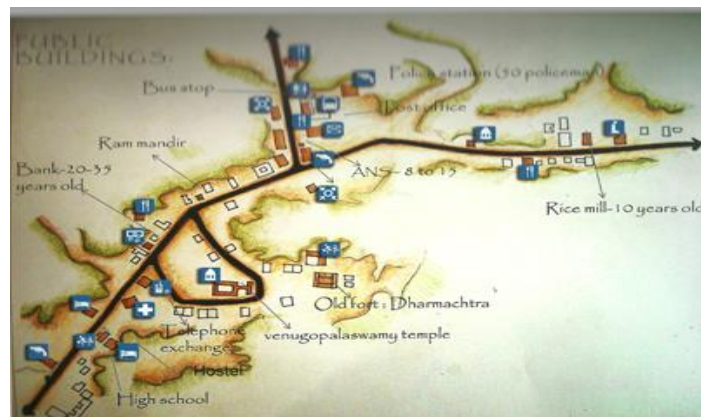 PUBLIC
BUILDINGS:
Police station (50 policeman)
Bus stop
Post office
Ram mandir
Bank-20-35
years old
ANS- 8 to 15
Rice mill-10 years old
Old fort : Dharmachtra
Telephone
exchange
venugopalaswamy temple
Hostel
High school